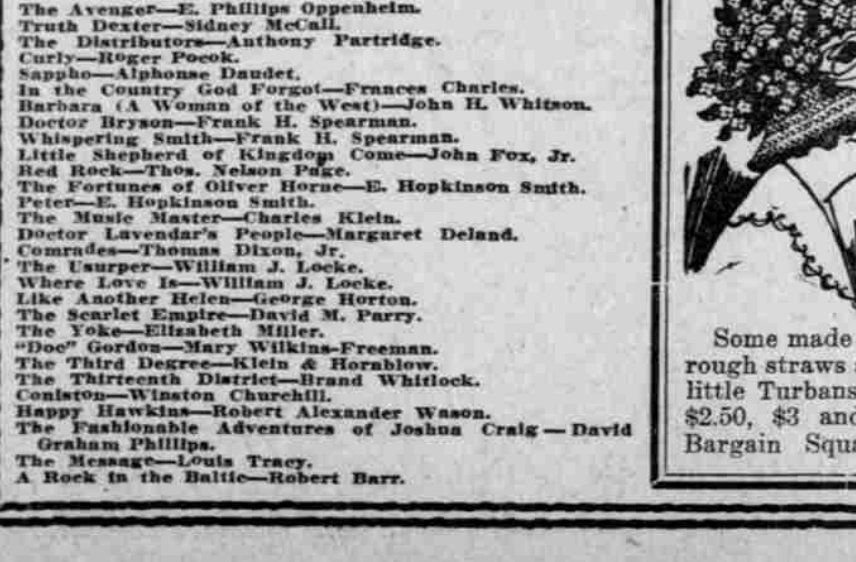 The Avenger—E. Phillips Oppenheim.
Truth Dexter—Sidney McCall.
The Distributors—Anthony Partridge.
Curly—Roger Pocok.
Sappho—Alphonse Daudet.
In the Country God Forgot—Frances Charles.
Barbara (A Woman of the West)—John H. Whitson.
Doctor Bryson—Frank H. Spearman.
Whispering Smith—Frank H. Spearman.
Little Shepherd of Kingdom Come—John Fox, Jr.
Red Rock—Thos. Nelson Page.
The Fortunes of Oliver Horne—E. Hopkinson Smith.
Peter—E. Hopkinson Smith.
The Music Master—Charles Klein.
Doctor Lavendar's People—Margaret Deland.
Comrades—Thomas Dixon, Jr.
The Usurper—William J. Locke.
Where Love Is—William J. Locke.
Like Another Helen—George Horton.
The Scarlet Empire—David M. Parry.
The Yoke—Elizabeth Miller.
"Doc" Gordon—Mary Wilkins-Freeman.
The Third Degree—Klein & Hornblow.
The Thirteenth District—Brand Whitlock.
Coniston—Winston Churchill.
Happy Hawkins—Robert Alexander Wason.
The Fashionable Adventures of Joshua Craig—David
Graham Phillips.
The Message—Louis Tracy.
A Rock in the Baltic—Robert Barr.
Some made
rough straws
little Turbans
$2.50, $3 and
Bargain Squa